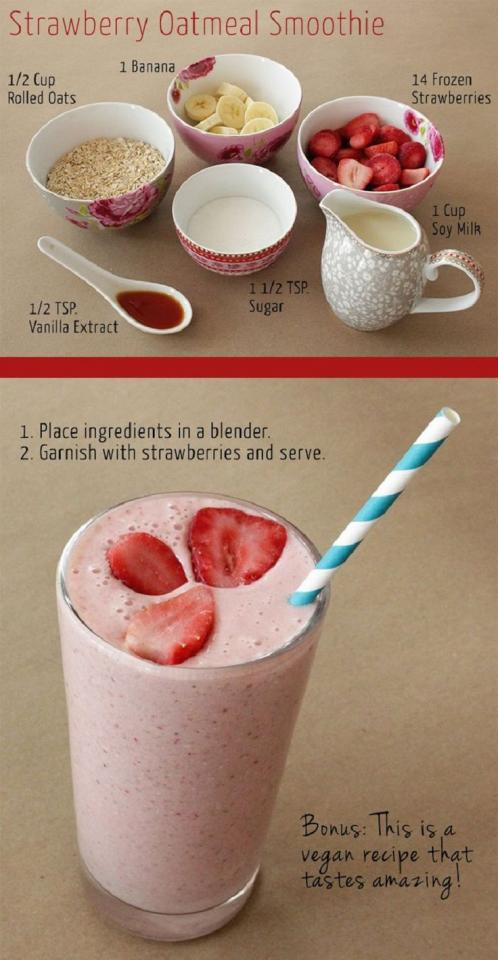 Strawberry Oatmeal Smoothie
1/2 Cup
Rolled Oats
1 Banana
14 Frozen
Strawberries
1 Cup
Soy Milk
1 1/2 TSP.
Sugar
1/2 TSP.
Vanilla Extract
1. Place ingredients in a blender.
2. Garnish with strawberries and serve.
Bonus: This is a
vegan recipe that
tastes amazing!